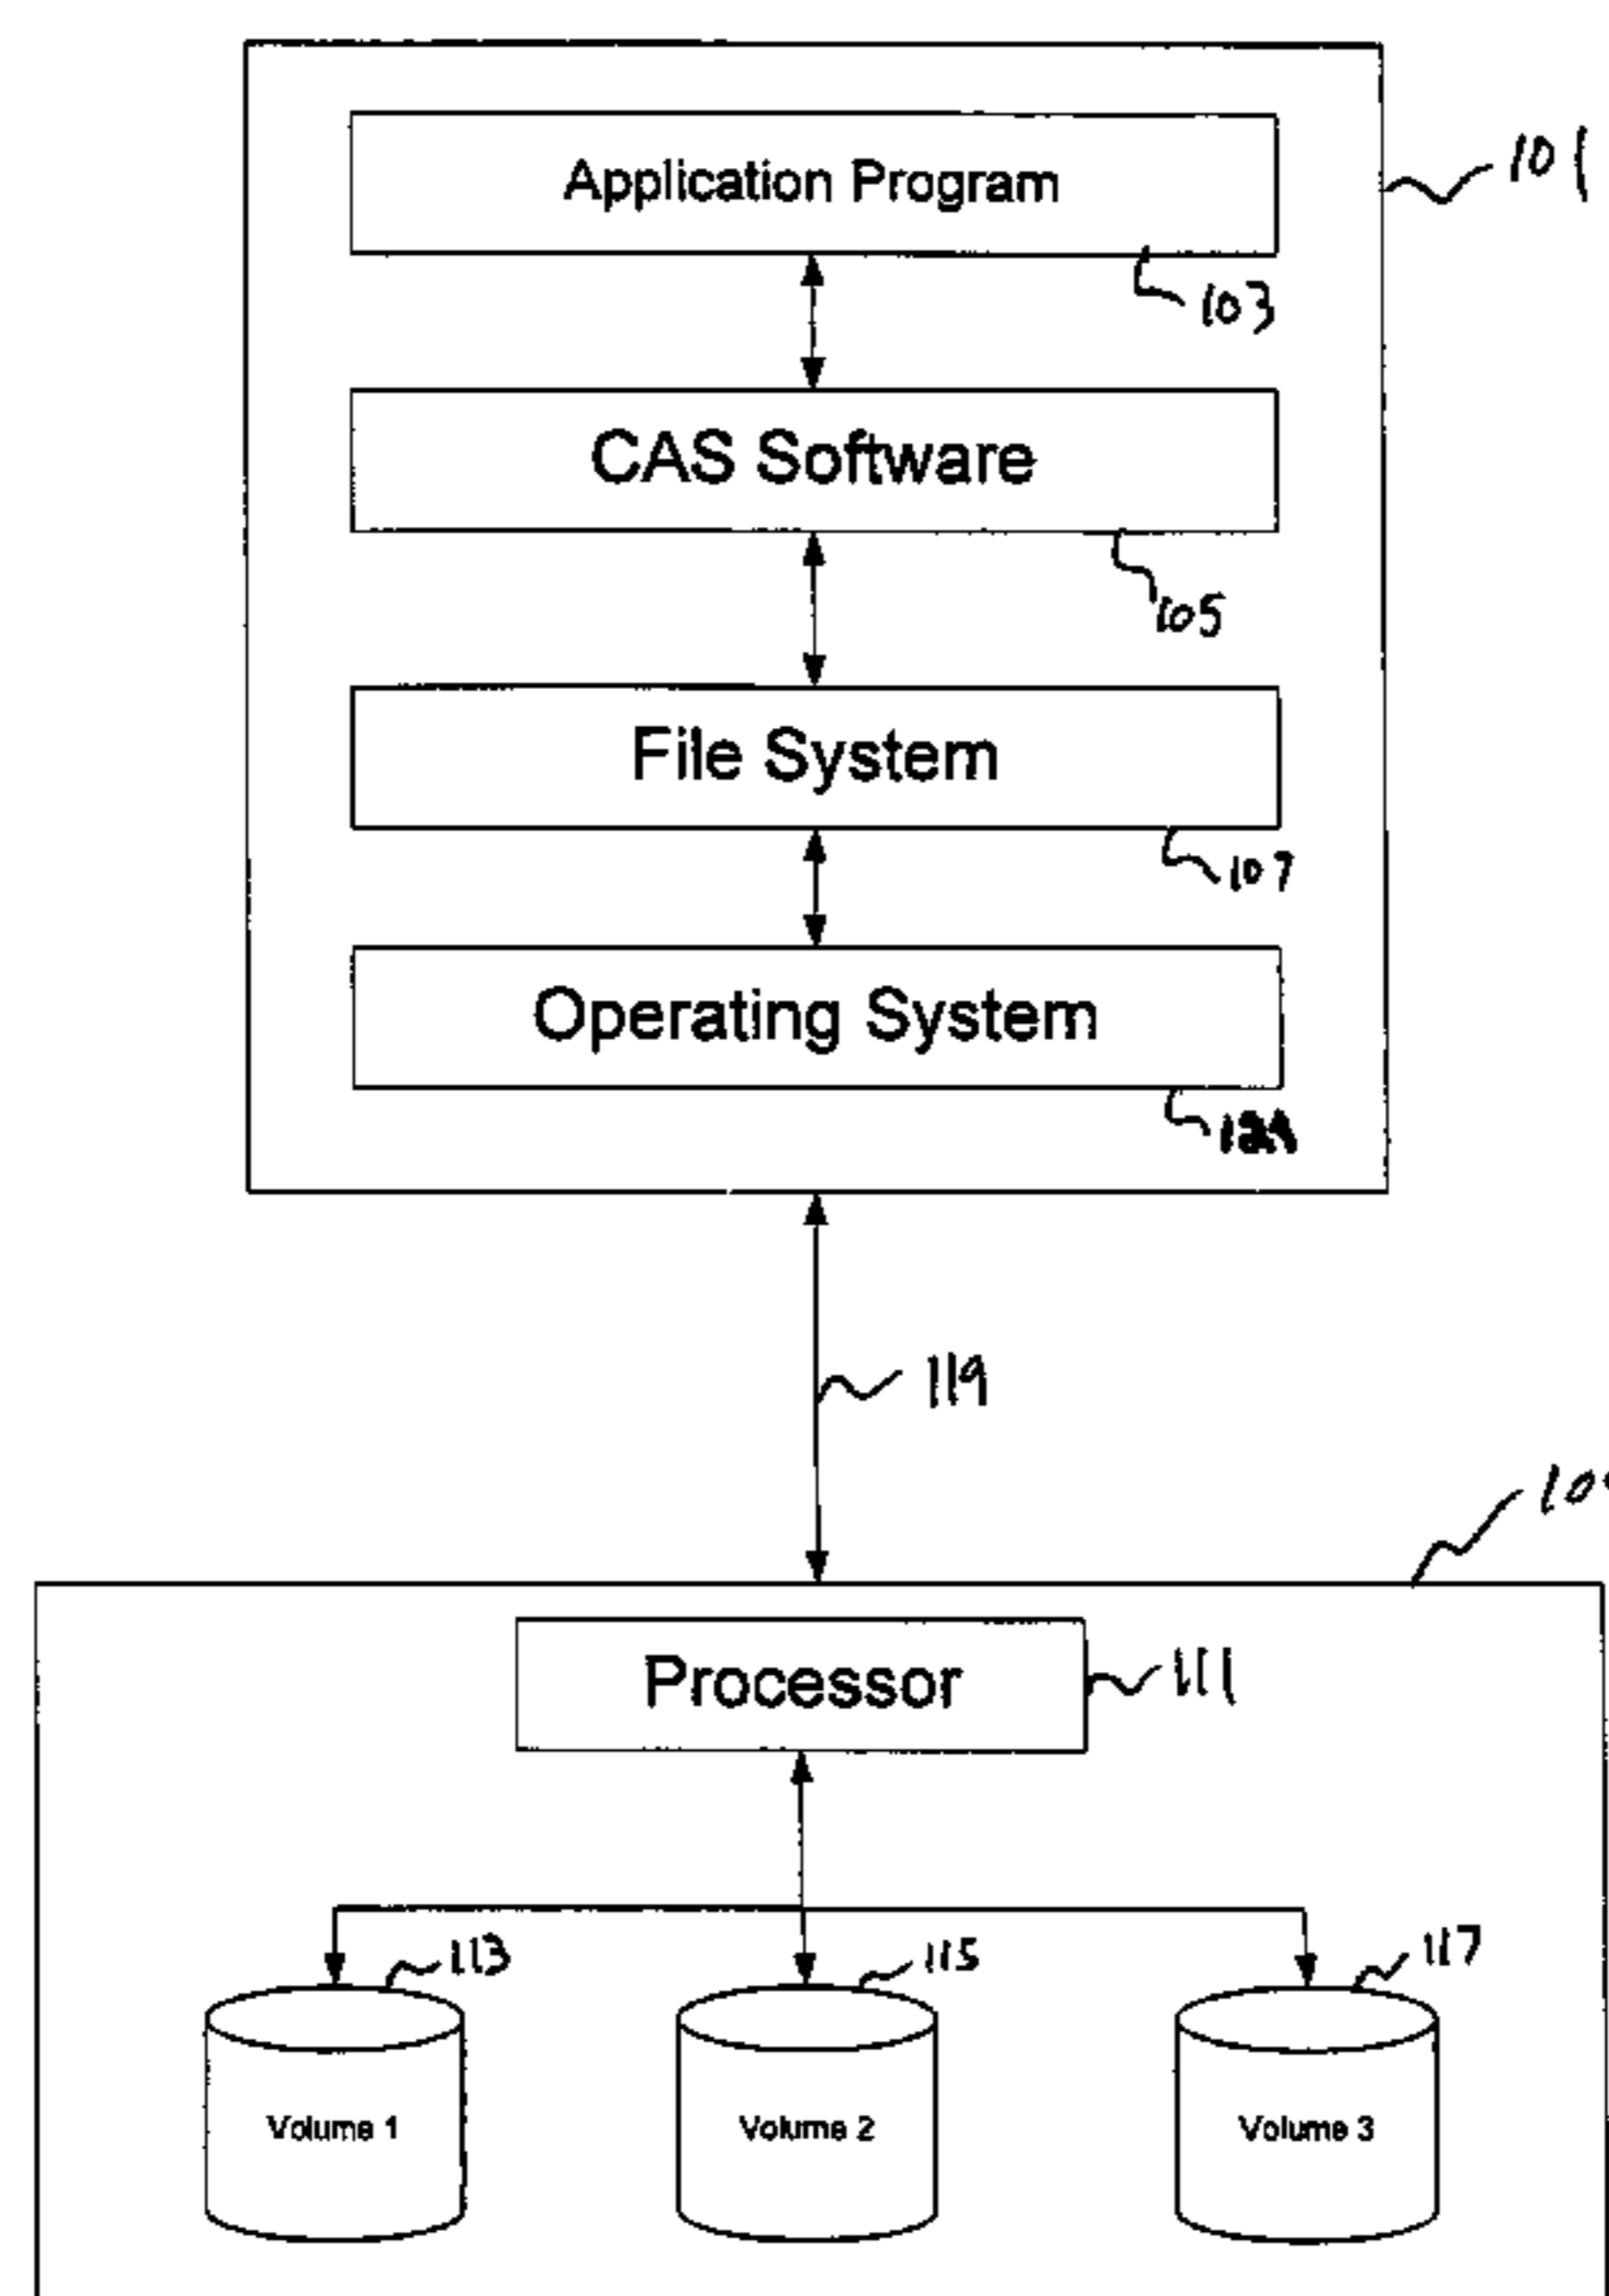 Application Program
101
103
CAS Software
105
File System
107
Operating System
119
Processor
111
113
115
117
Volume 1
Volume 2
Volume 3